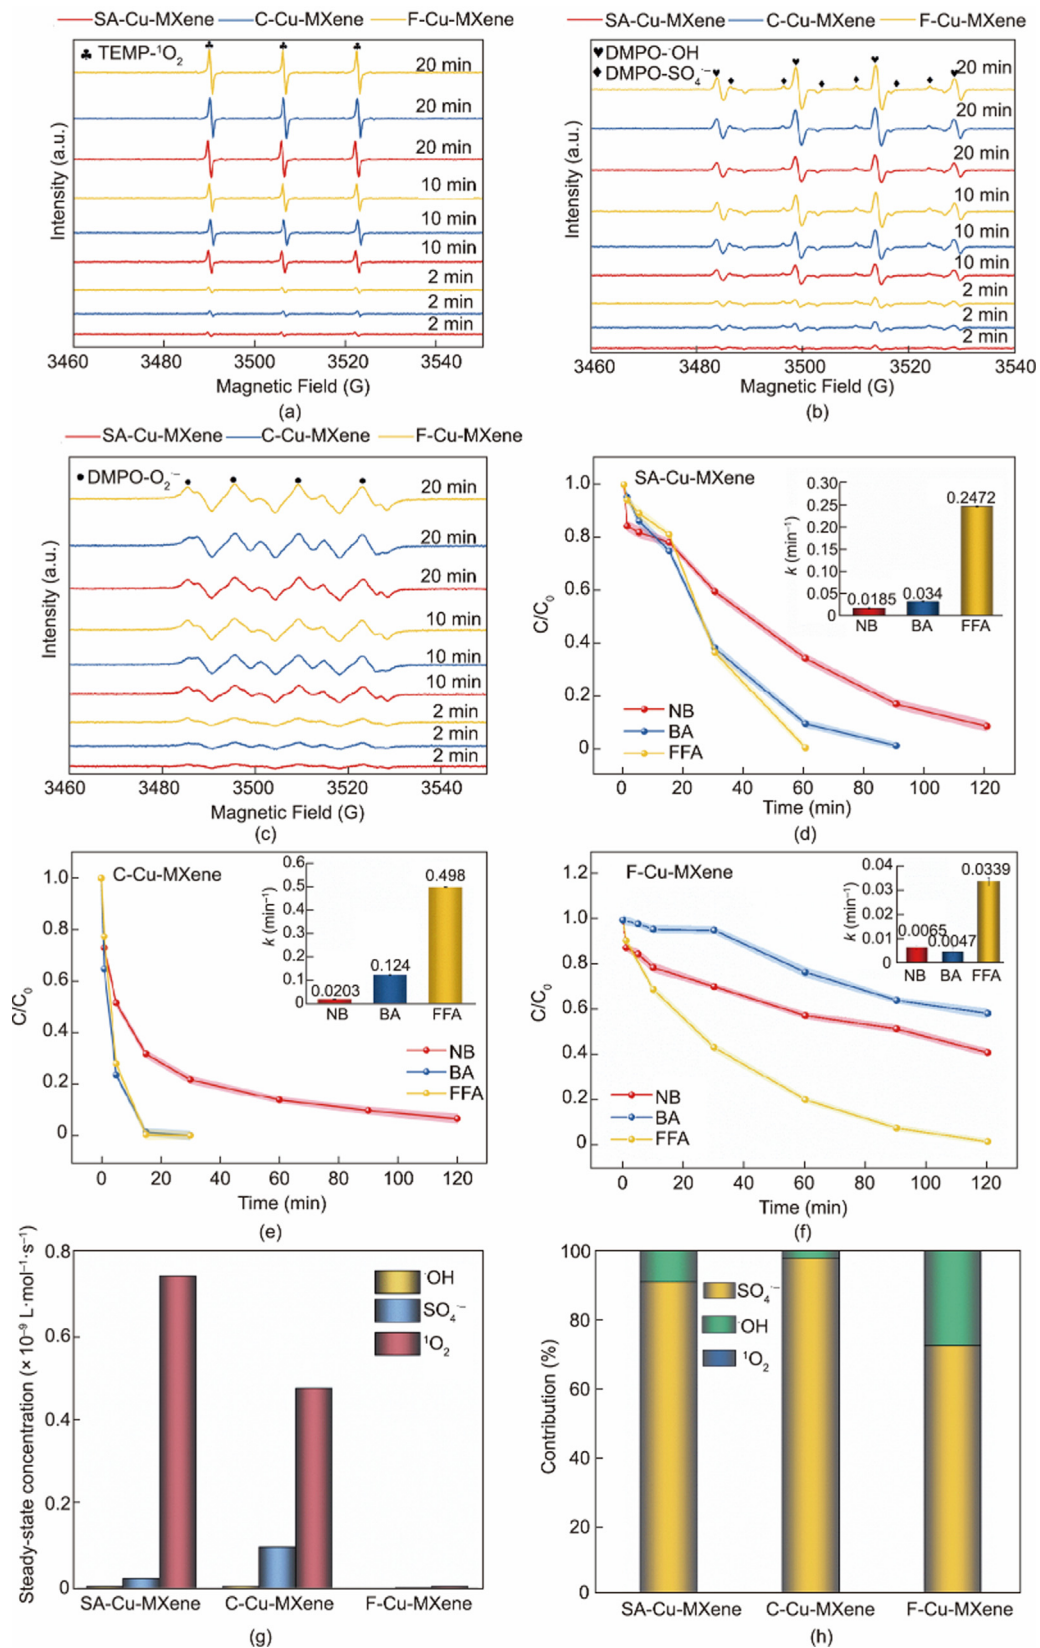 SA-Cu-MXene C-Cu-MXene F-Cu-MXene
♣ TEMP-¹O₂
20 min
20 min
20 min
10 min
10 min
10 min
2 min
2 min
2 min
Intensity (a.u.)
3460 3480 3500 3520 3540
Magnetic Field (G)
(a)
SA-Cu-MXene C-Cu-MXene F-Cu-MXene
♥DMPO-·OH
♦DMPO-SO₄·−
20 min
20 min
20 min
10 min
10 min
10 min
2 min
2 min
2 min
Intensity (a.u.)
3460 3480 3500 3520 3540
Magnetic Field (G)
(b)
SA-Cu-MXene C-Cu-MXene F-Cu-MXene
●DMPO-O₂·−
20 min
20 min
20 min
10 min
10 min
10 min
2 min
2 min
2 min
Intensity (a.u.)
3460 3480 3500 3520 3540
Magnetic Field (G)
(c)
SA-Cu-MXene
C/C₀
1.0
0.8
0.6
0.4
0.2
0
k (min⁻¹)
0.30
0.25
0.20
0.15
0.10
0.05
0
0.0185 0.034 0.2472
NB BA FFA
NB
BA
FFA
0 20 40 60 80 100 120
Time (min)
(d)
C-Cu-MXene
C/C₀
1.0
0.8
0.6
0.4
0.2
0
k (min⁻¹)
0.6
0.5
0.4
0.3
0.2
0.1
0
0.0203 0.124 0.498
NB BA FFA
NB
BA
FFA
0 20 40 60 80 100 120
Time (min)
(e)
F-Cu-MXene
C/C₀
1.2
1.0
0.8
0.6
0.4
0.2
0
k (min⁻¹)
0.04
0.03
0.02
0.01
0
0.0065 0.0047 0.0339
NB BA FFA
NB
BA
FFA
0 20 40 60 80 100 120
Time (min)
(f)
Steady-state concentration (× 10⁻⁹ L·mol⁻¹·s⁻¹)
0.8
0.6
0.4
0.2
0
·OH
SO₄·−
¹O₂
SA-Cu-MXene C-Cu-MXene F-Cu-MXene
(g)
Contribution (%)
100
80
60
40
20
0
SO₄·−
·OH
¹O₂
SA-Cu-MXene C-Cu-MXene F-Cu-MXene
(h)